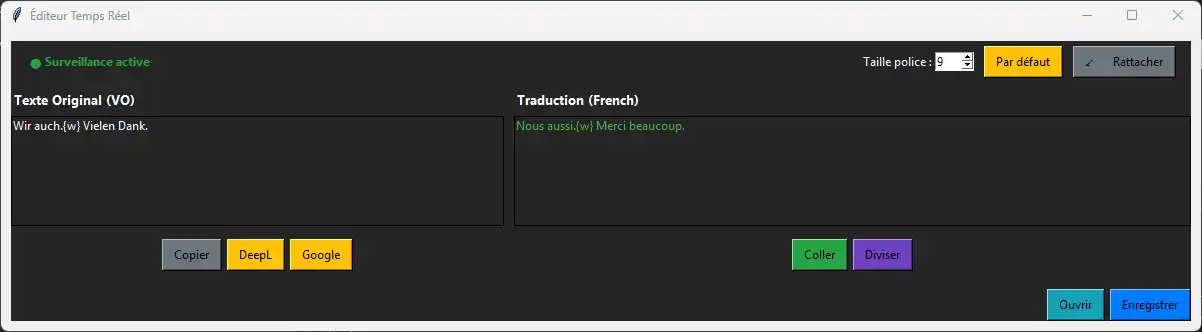 Éditeur Temps Réel
Surveillance active
Taille police : 9 Par défaut Rattacher
Texte Original (VO) Traduction (French)
Wir auch.{w} Vielen Dank. Nous aussi.{w} Merci beaucoup.
Copier DeepL Google Coller Diviser
Ouvrir Enregistrer